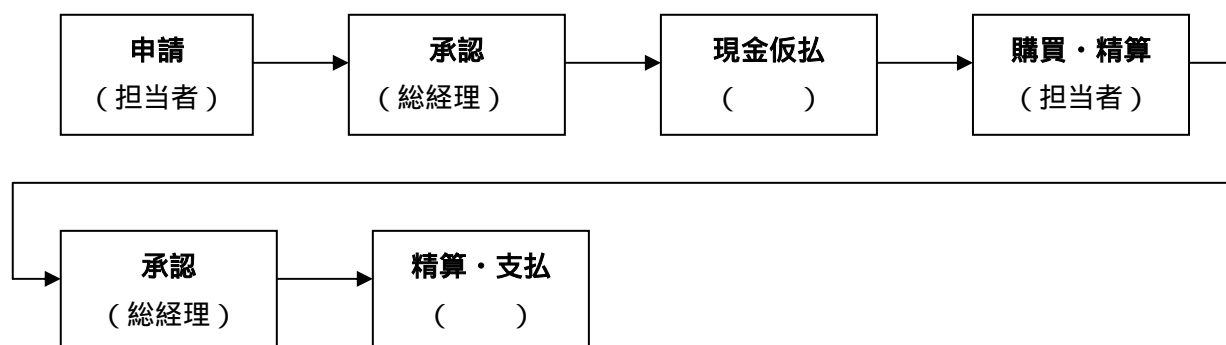 申請
（担当者）
承認
（総経理）
現金仮払
（　　）
購買・精算
（担当者）
承認
（総経理）
精算・支払
（　　）